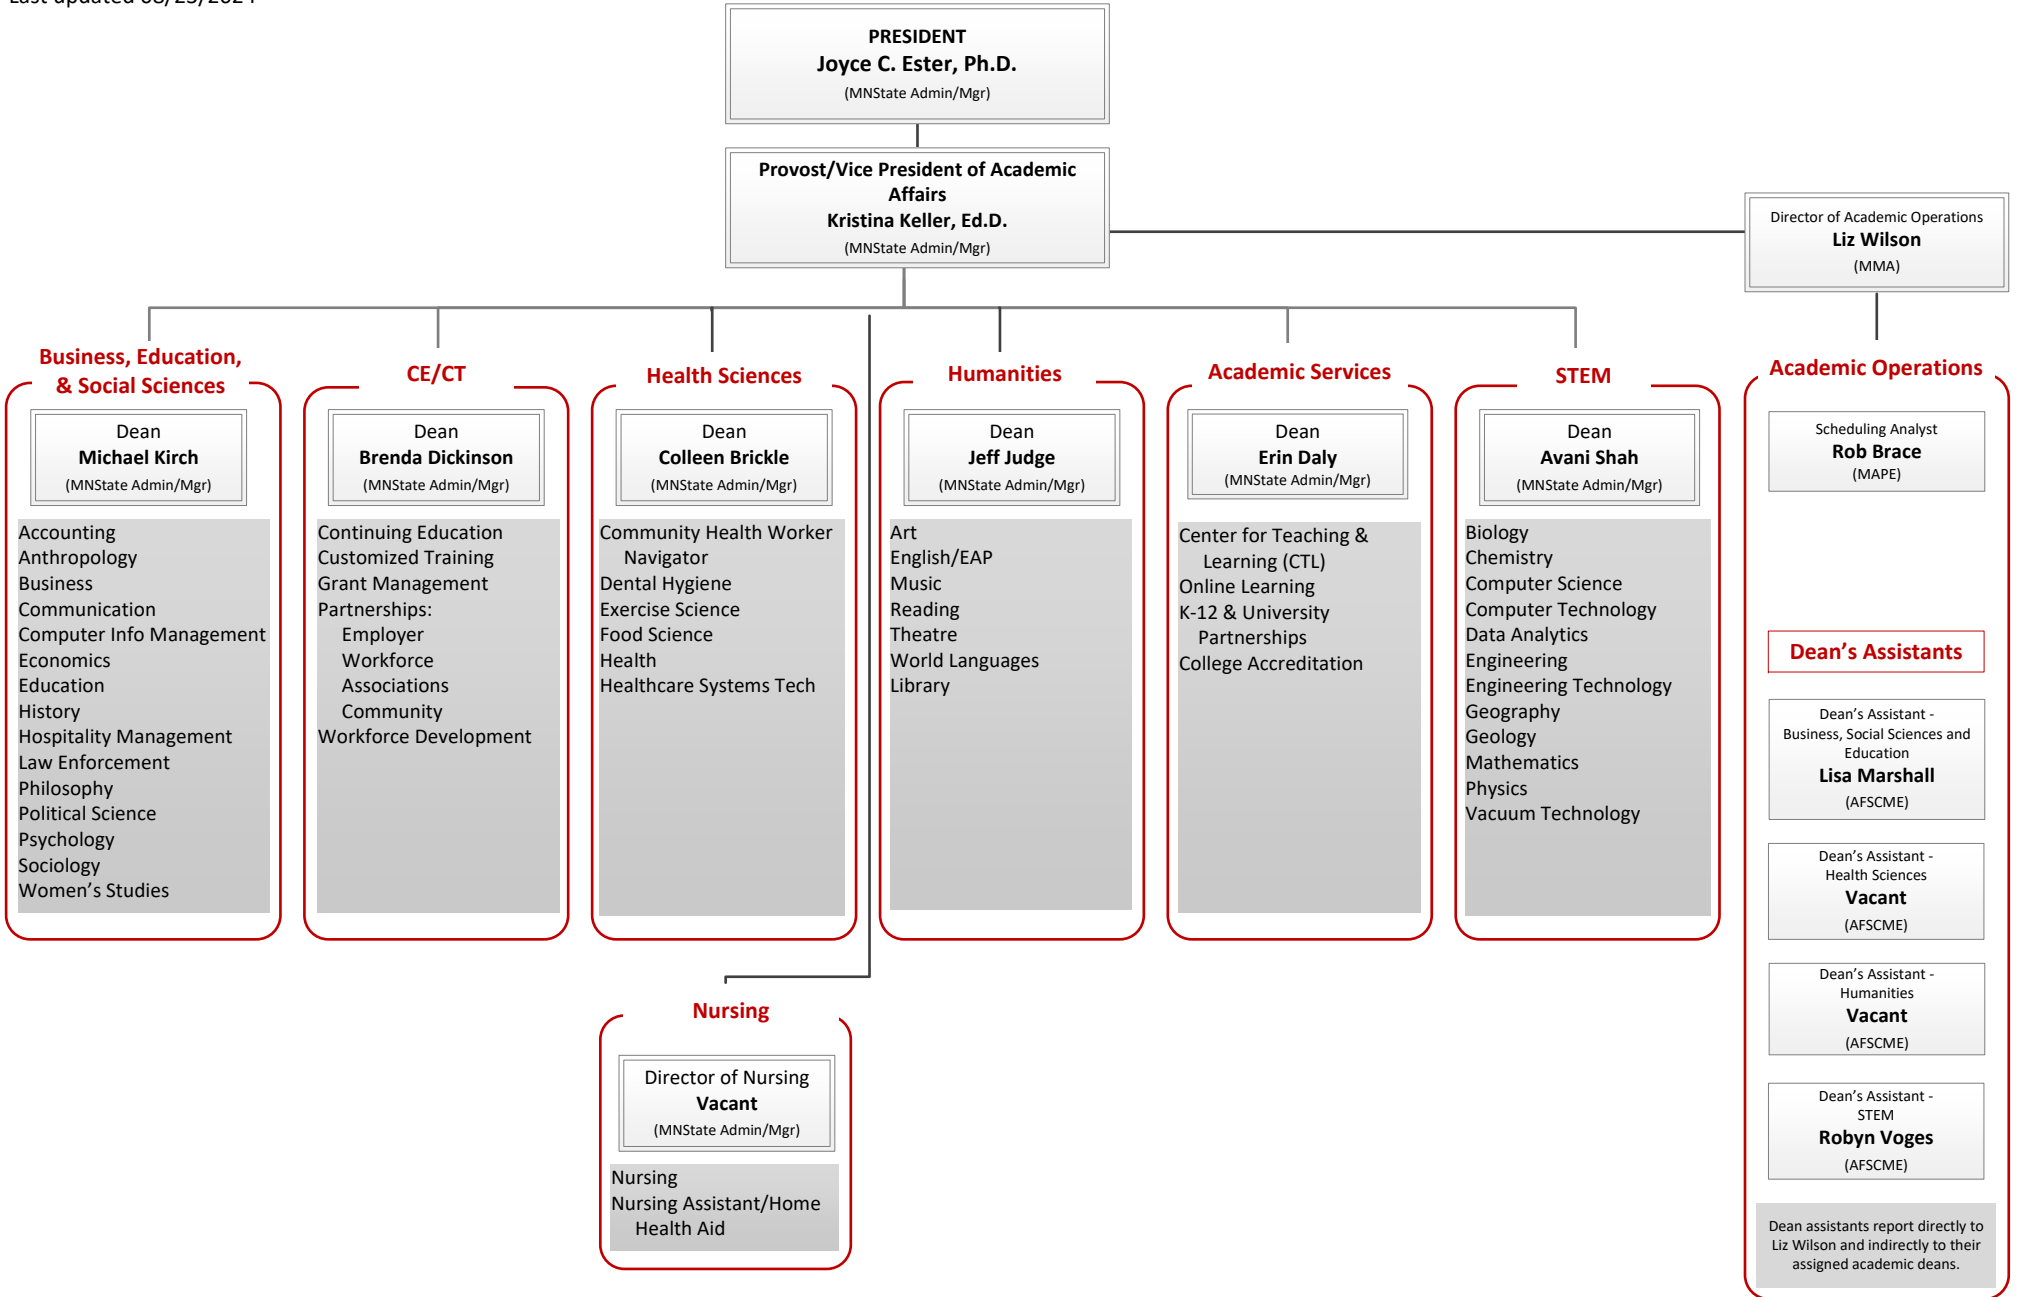 Last updated 08/23/2024
PRESIDENT
Joyce C. Ester, Ph.D.
(MNState Admin/Mgr)
Provost/Vice President of Academic
Affairs
Kristina Keller, Ed.D.
(MNState Admin/Mgr)
Director of Academic Operations
Liz Wilson
(MMA)
Business, Education,
& Social Sciences
Dean
Michael Kirch
(MNState Admin/Mgr)
Accounting
Anthropology
Business
Communication
Computer Info Management
Economics
Education
History
Hospitality Management
Law Enforcement
Philosophy
Political Science
Psychology
Sociology
Women’s Studies
CE/CT
Dean
Brenda Dickinson
(MNState Admin/Mgr)
Continuing Education
Customized Training
Grant Management
Partnerships:
Employer
Workforce
Associations
Community
Workforce Development
Health Sciences
Dean
Colleen Brickle
(MNState Admin/Mgr)
Community Health Worker
Navigator
Dental Hygiene
Exercise Science
Food Science
Health
Healthcare Systems Tech
Humanities
Dean
Jeff Judge
(MNState Admin/Mgr)
Art
English/EAP
Music
Reading
Theatre
World Languages
Library
Academic Services
Dean
Erin Daly
(MNState Admin/Mgr)
Center for Teaching &
Learning (CTL)
Online Learning
K-12 & University
Partnerships
College Accreditation
STEM
Dean
Avani Shah
(MNState Admin/Mgr)
Biology
Chemistry
Computer Science
Computer Technology
Data Analytics
Engineering
Engineering Technology
Geography
Geology
Mathematics
Physics
Vacuum Technology
Academic Operations
Scheduling Analyst
Rob Brace
(MAPE)
Dean’s Assistants
Dean’s Assistant -
Business, Social Sciences and
Education
Lisa Marshall
(AFSCME)
Dean’s Assistant -
Health Sciences
Vacant
(AFSCME)
Dean’s Assistant -
Humanities
Vacant
(AFSCME)
Dean’s Assistant -
STEM
Robyn Voges
(AFSCME)
Dean assistants report directly to
Liz Wilson and indirectly to their
assigned academic deans.
Nursing
Director of Nursing
Vacant
(MNState Admin/Mgr)
Nursing
Nursing Assistant/Home
Health Aid